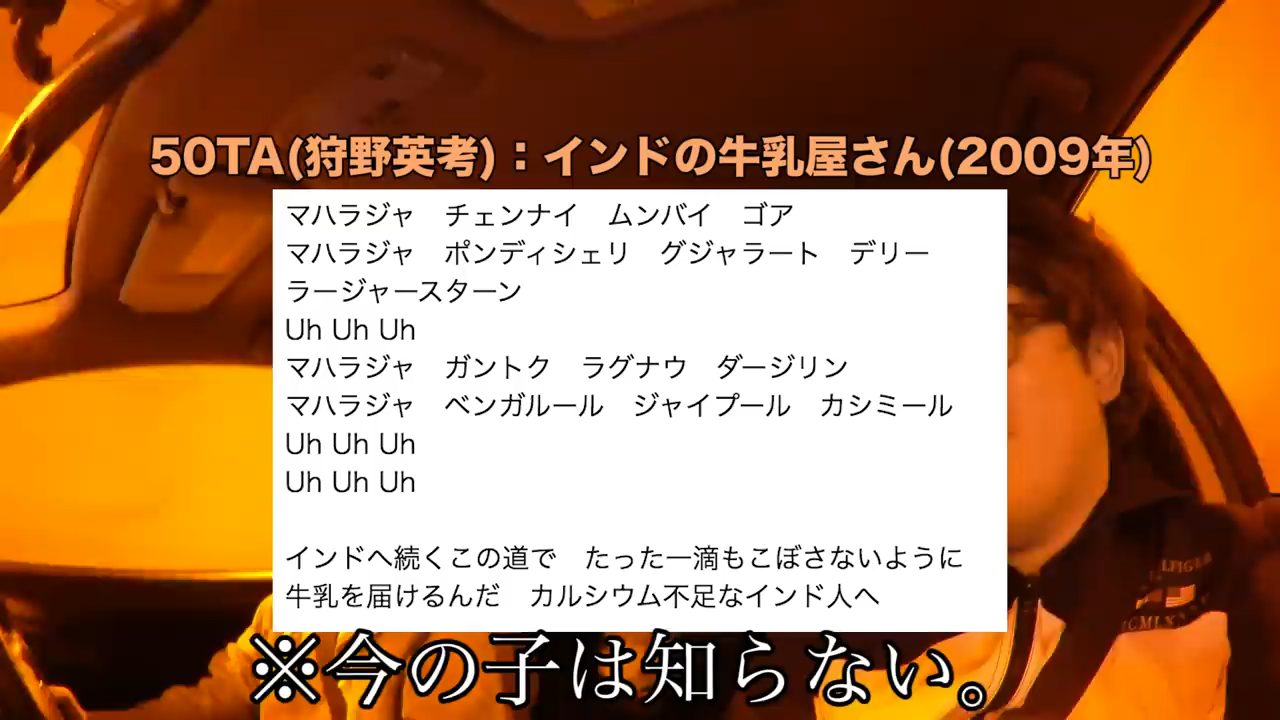 50TA(狩野英考)：インドの牛乳屋さん(2009年)
マハラジャ　チェンナイ　ムンバイ　ゴア
マハラジャ　ポンディシェリ　グジャラート　デリー
ラージャースターン
Uh Uh Uh
マハラジャ　ガントク　ラグナウ　ダージリン
マハラジャ　ベンガルール　ジャイプール　カシミール
Uh Uh Uh
Uh Uh Uh
インドへ続くこの道で　たった一滴もこぼさないように
牛乳を届けるんだ　カルシウム不足なインド人へ
※今の子は知らない。